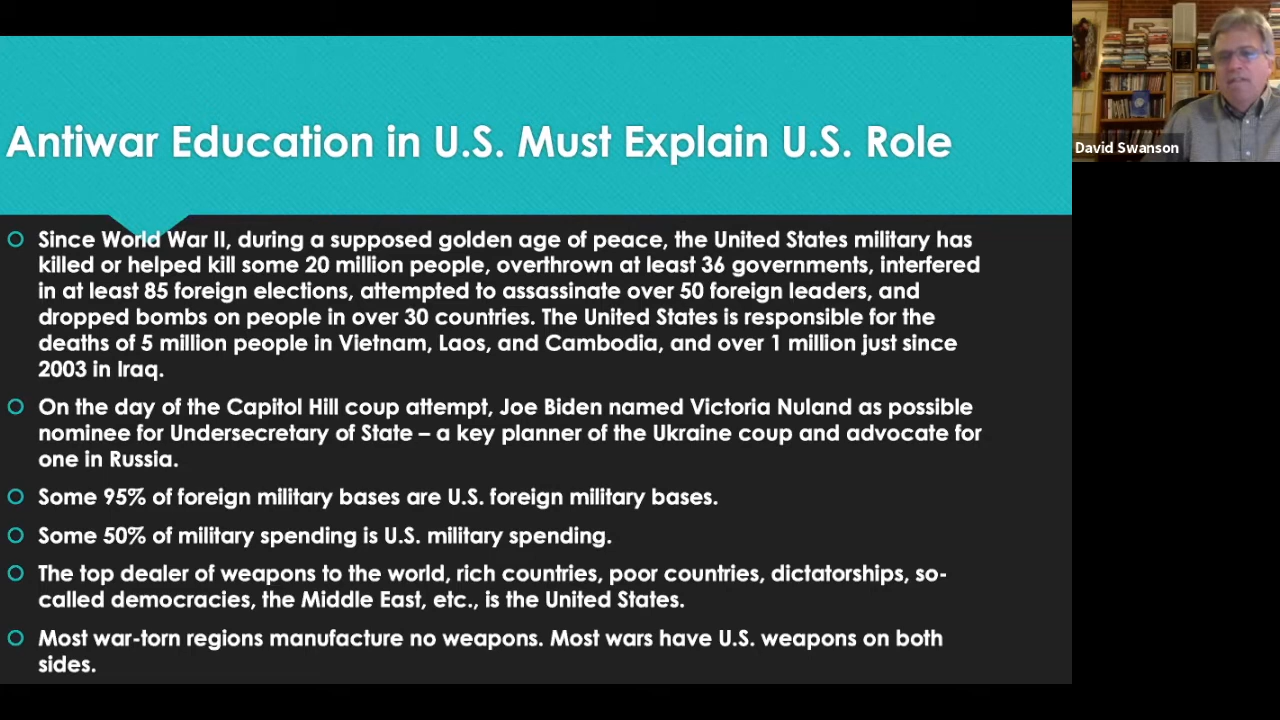 Antiwar Education in U.S. Must Explain U.S. Role
Since World War II, during a supposed golden age of peace, the United States military has
killed or helped kill some 20 million people, overthrown at least 36 governments, interfered
in at least 85 foreign elections, attempted to assassinate over 50 foreign leaders, and
dropped bombs on people in over 30 countries. The United States is responsible for the
deaths of 5 million people in Vietnam, Laos, and Cambodia, and over 1 million just since
2003 in Iraq.
On the day of the Capitol Hill coup attempt, Joe Biden named Victoria Nuland as possible
nominee for Undersecretary of State – a key planner of the Ukraine coup and advocate for
one in Russia.
Some 95% of foreign military bases are U.S. foreign military bases.
Some 50% of military spending is U.S. military spending.
The top dealer of weapons to the world, rich countries, poor countries, dictatorships, so-
called democracies, the Middle East, etc., is the United States.
Most war-torn regions manufacture no weapons. Most wars have U.S. weapons on both
sides.
David Swanson